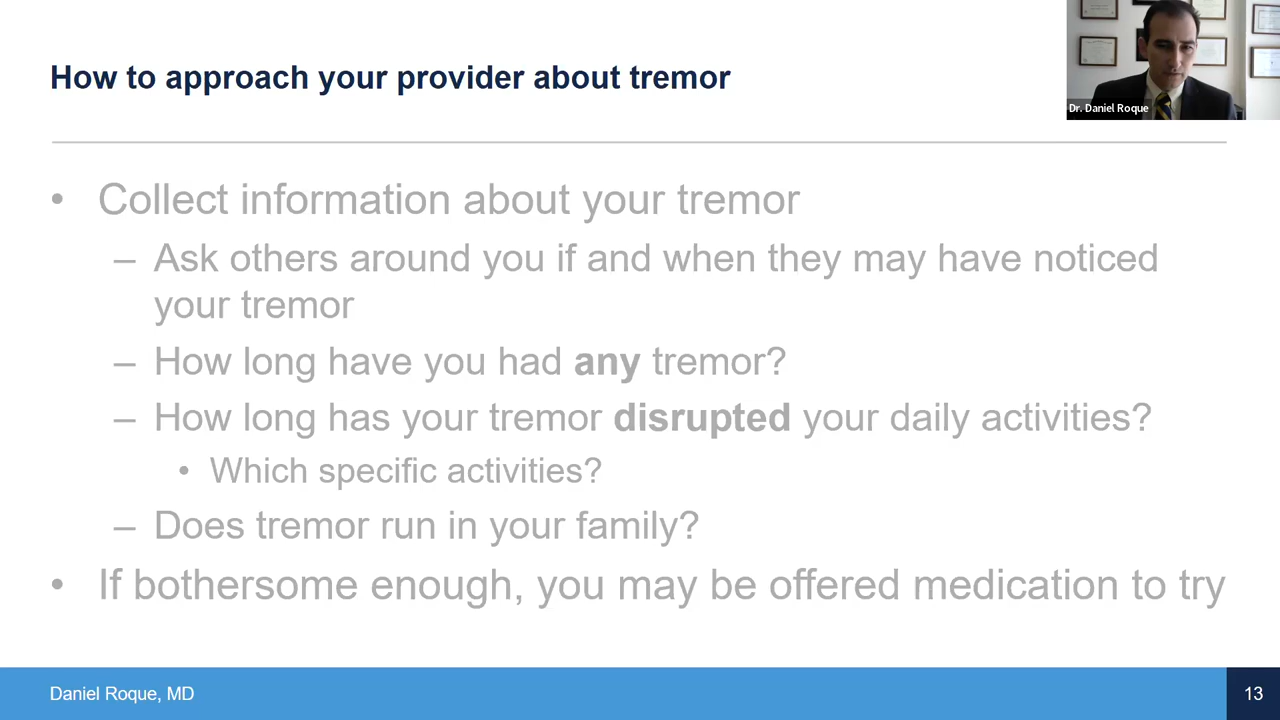 Dr. Daniel Roque
How to approach your provider about tremor
• Collect information about your tremor
– Ask others around you if and when they may have noticed
your tremor
– How long have you had any tremor?
– How long has your tremor disrupted your daily activities?
• Which specific activities?
– Does tremor run in your family?
• If bothersome enough, you may be offered medication to try
Daniel Roque, MD
13